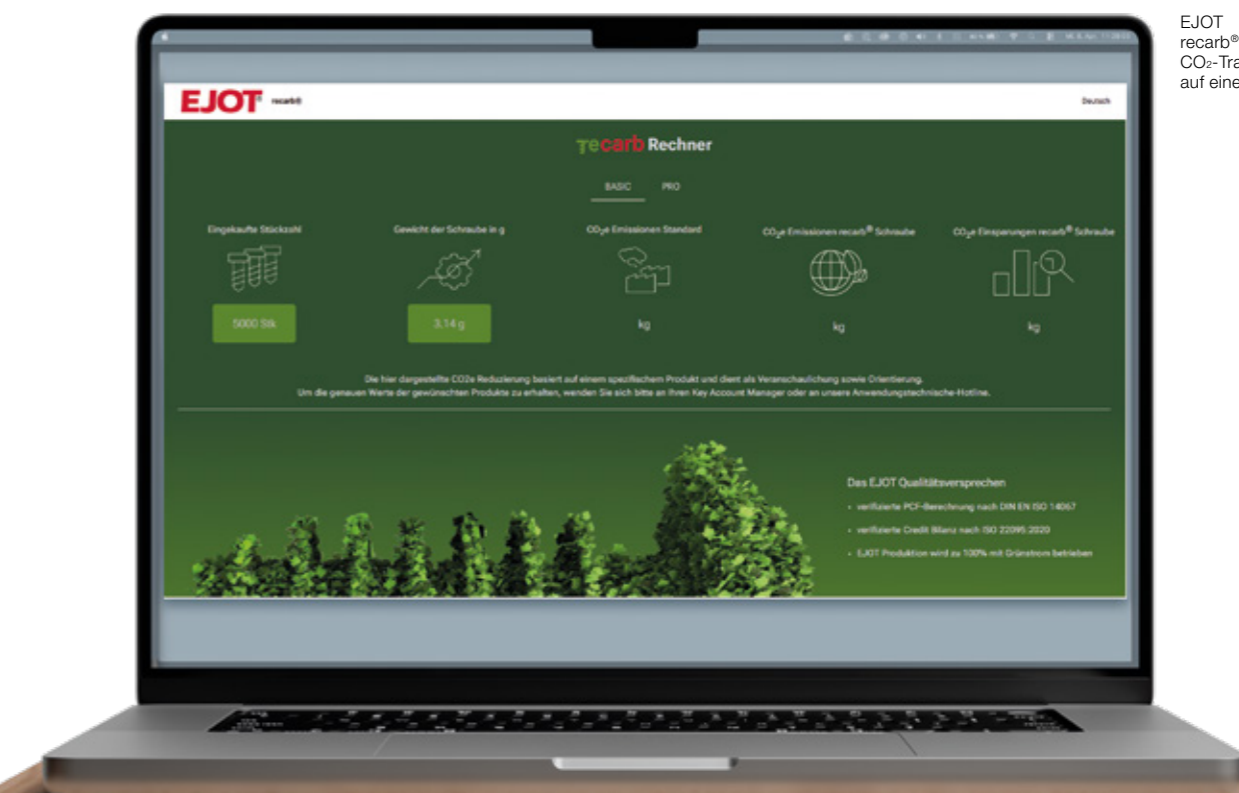 EJOT
recarb®
CO₂-Tra
auf eine
EJOT® recarb®
Deutsch
recarb Rechner
BASIC PRO
Eingekaufte Stückzahl
Gewicht der Schraube in g
CO₂e Emissionen Standard
CO₂e Emissionen recarb® Schraube
CO₂e Einsparungen recarb® Schraube
5000 Stk
3,14 g
kg
kg
kg
Die hier dargestellte CO2e Reduzierung basiert auf einem spezifischem Produkt und dient als Veranschaulichung sowie Orientierung.
Um die genauen Werte der gewünschten Produkte zu erhalten, wenden Sie sich bitte an Ihren Key Account Manager oder an unsere Anwendungstechnische-Hotline.
Das EJOT Qualitätsversprechen
• verifizierte PCF-Berechnung nach DIN EN ISO 14067
• verifizierte Credit Bilanz nach ISO 22095:2020
• EJOT Produktion wird zu 100% mit Grünstrom betrieben